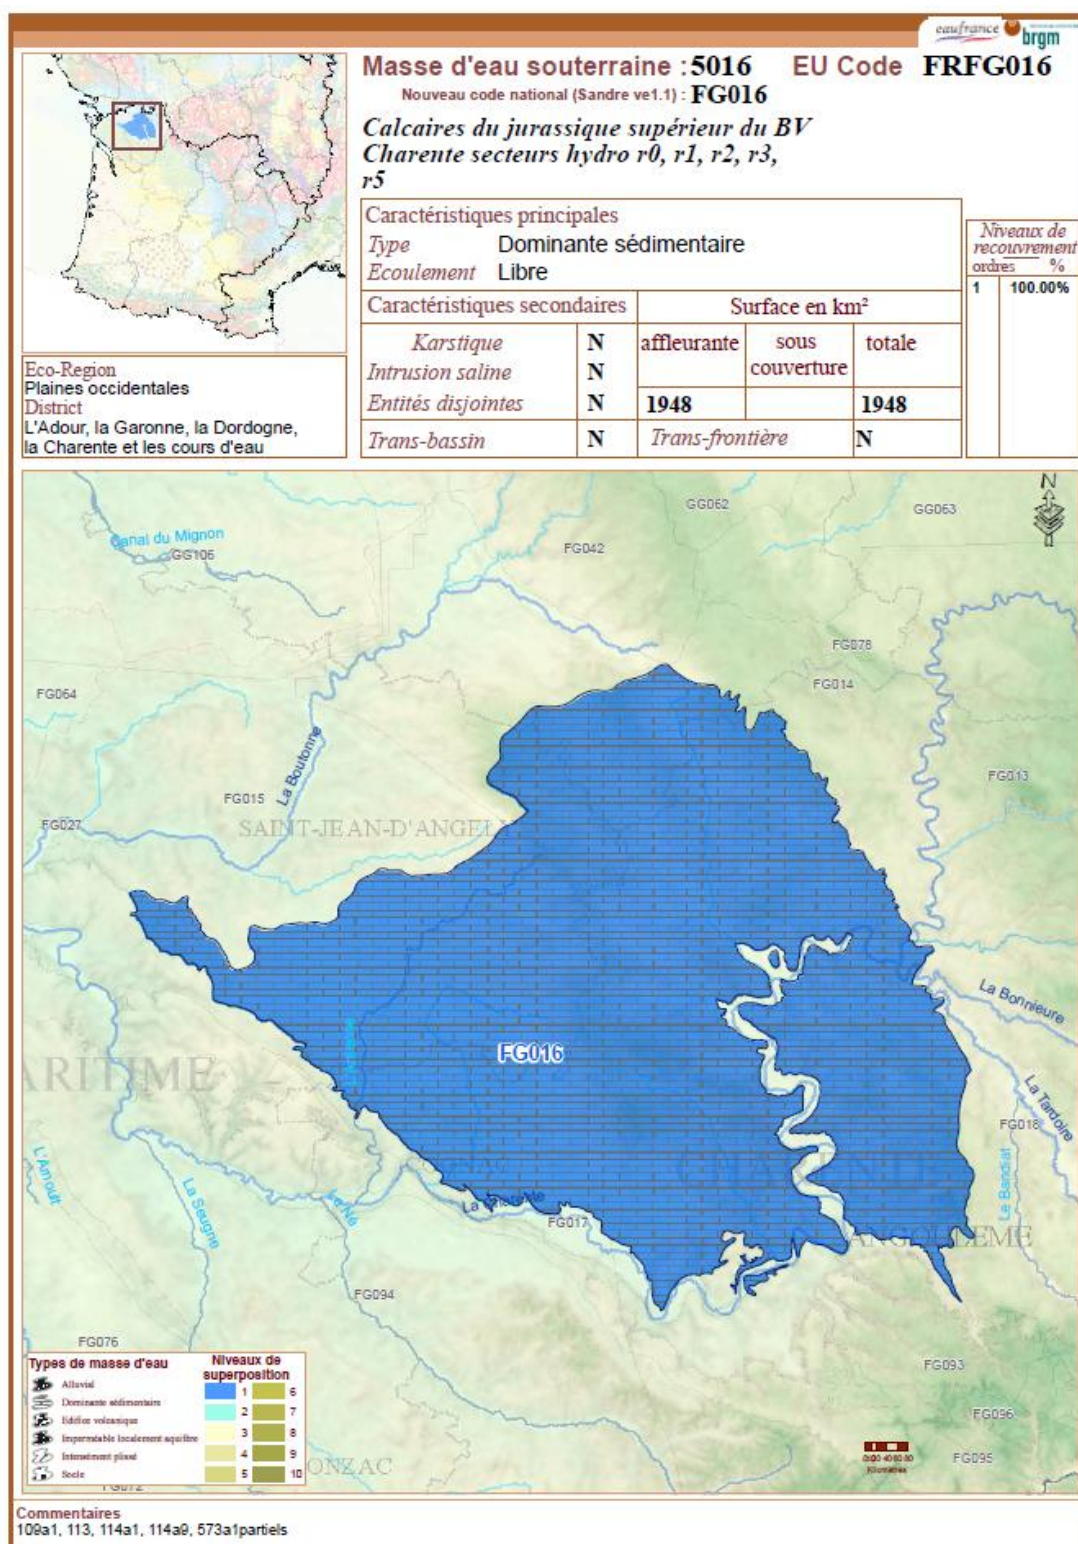 eaufrance
brgm
Masse d'eau souterraine : 5016 EU Code FRFG016
Nouveau code national (Sandre ve1.1) : FG016
Calcaires du jurassique supérieur du BV
Charente secteurs hydro r0, r1, r2, r3,
r5
Caractéristiques principales
Type Dominante sédimentaire
Ecoulement Libre
Niveaux de
recouvrement
ordres %
1 100.00%
Caractéristiques secondaires
Surface en km²
Karstique N
affleurante
sous
couverture
totale
Intrusion saline N
Entités disjointes N 1948 1948
Trans-bassin N Trans-frontière N
Eco-Region
Plaines occidentales
District
L'Adour, la Garonne, la Dordogne,
la Charente et les cours d'eau
N
GG062
GG063
Canal du Mignon
GG106
FG042
FG078
FG014
FG064
La Boutonne
FG013
FG015
FG027
SAINT-JEAN-D'ANGELY
La Bonnieure
FG016
ARITIME
La Tardoire
FG018
L'Arnoult
La Seugne
Le Né
La Charente
Le Bandiat
FG017
ANGOULEME
FG094
FG076
FG093
FG096
FG095
ONZAC
FG072
Types de masse d'eau
Alluvial
Dominante sédimentaire
Edifice volcanique
Imperméable localement aquifère
Intensément plissé
Socle
Niveaux de
superposition
1 6
2 7
3 8
4 9
5 10
Kilomètres
Commentaires
109a1, 113, 114a1, 114a9, 573a1partiels